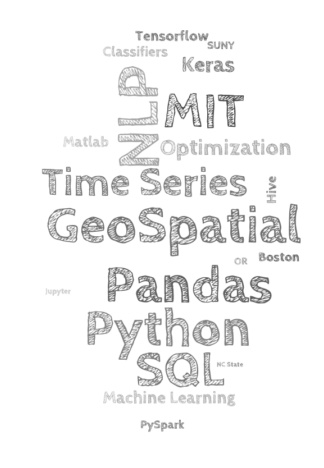 Tensorflow
SUNY
Classifiers
Keras
NLP
MIT
Matlab
Optimization
Time Series
Hive
GeoSpatial
OR
Boston
Pandas
Jupyter
Python
SQL
NC State
Machine Learning
PySpark